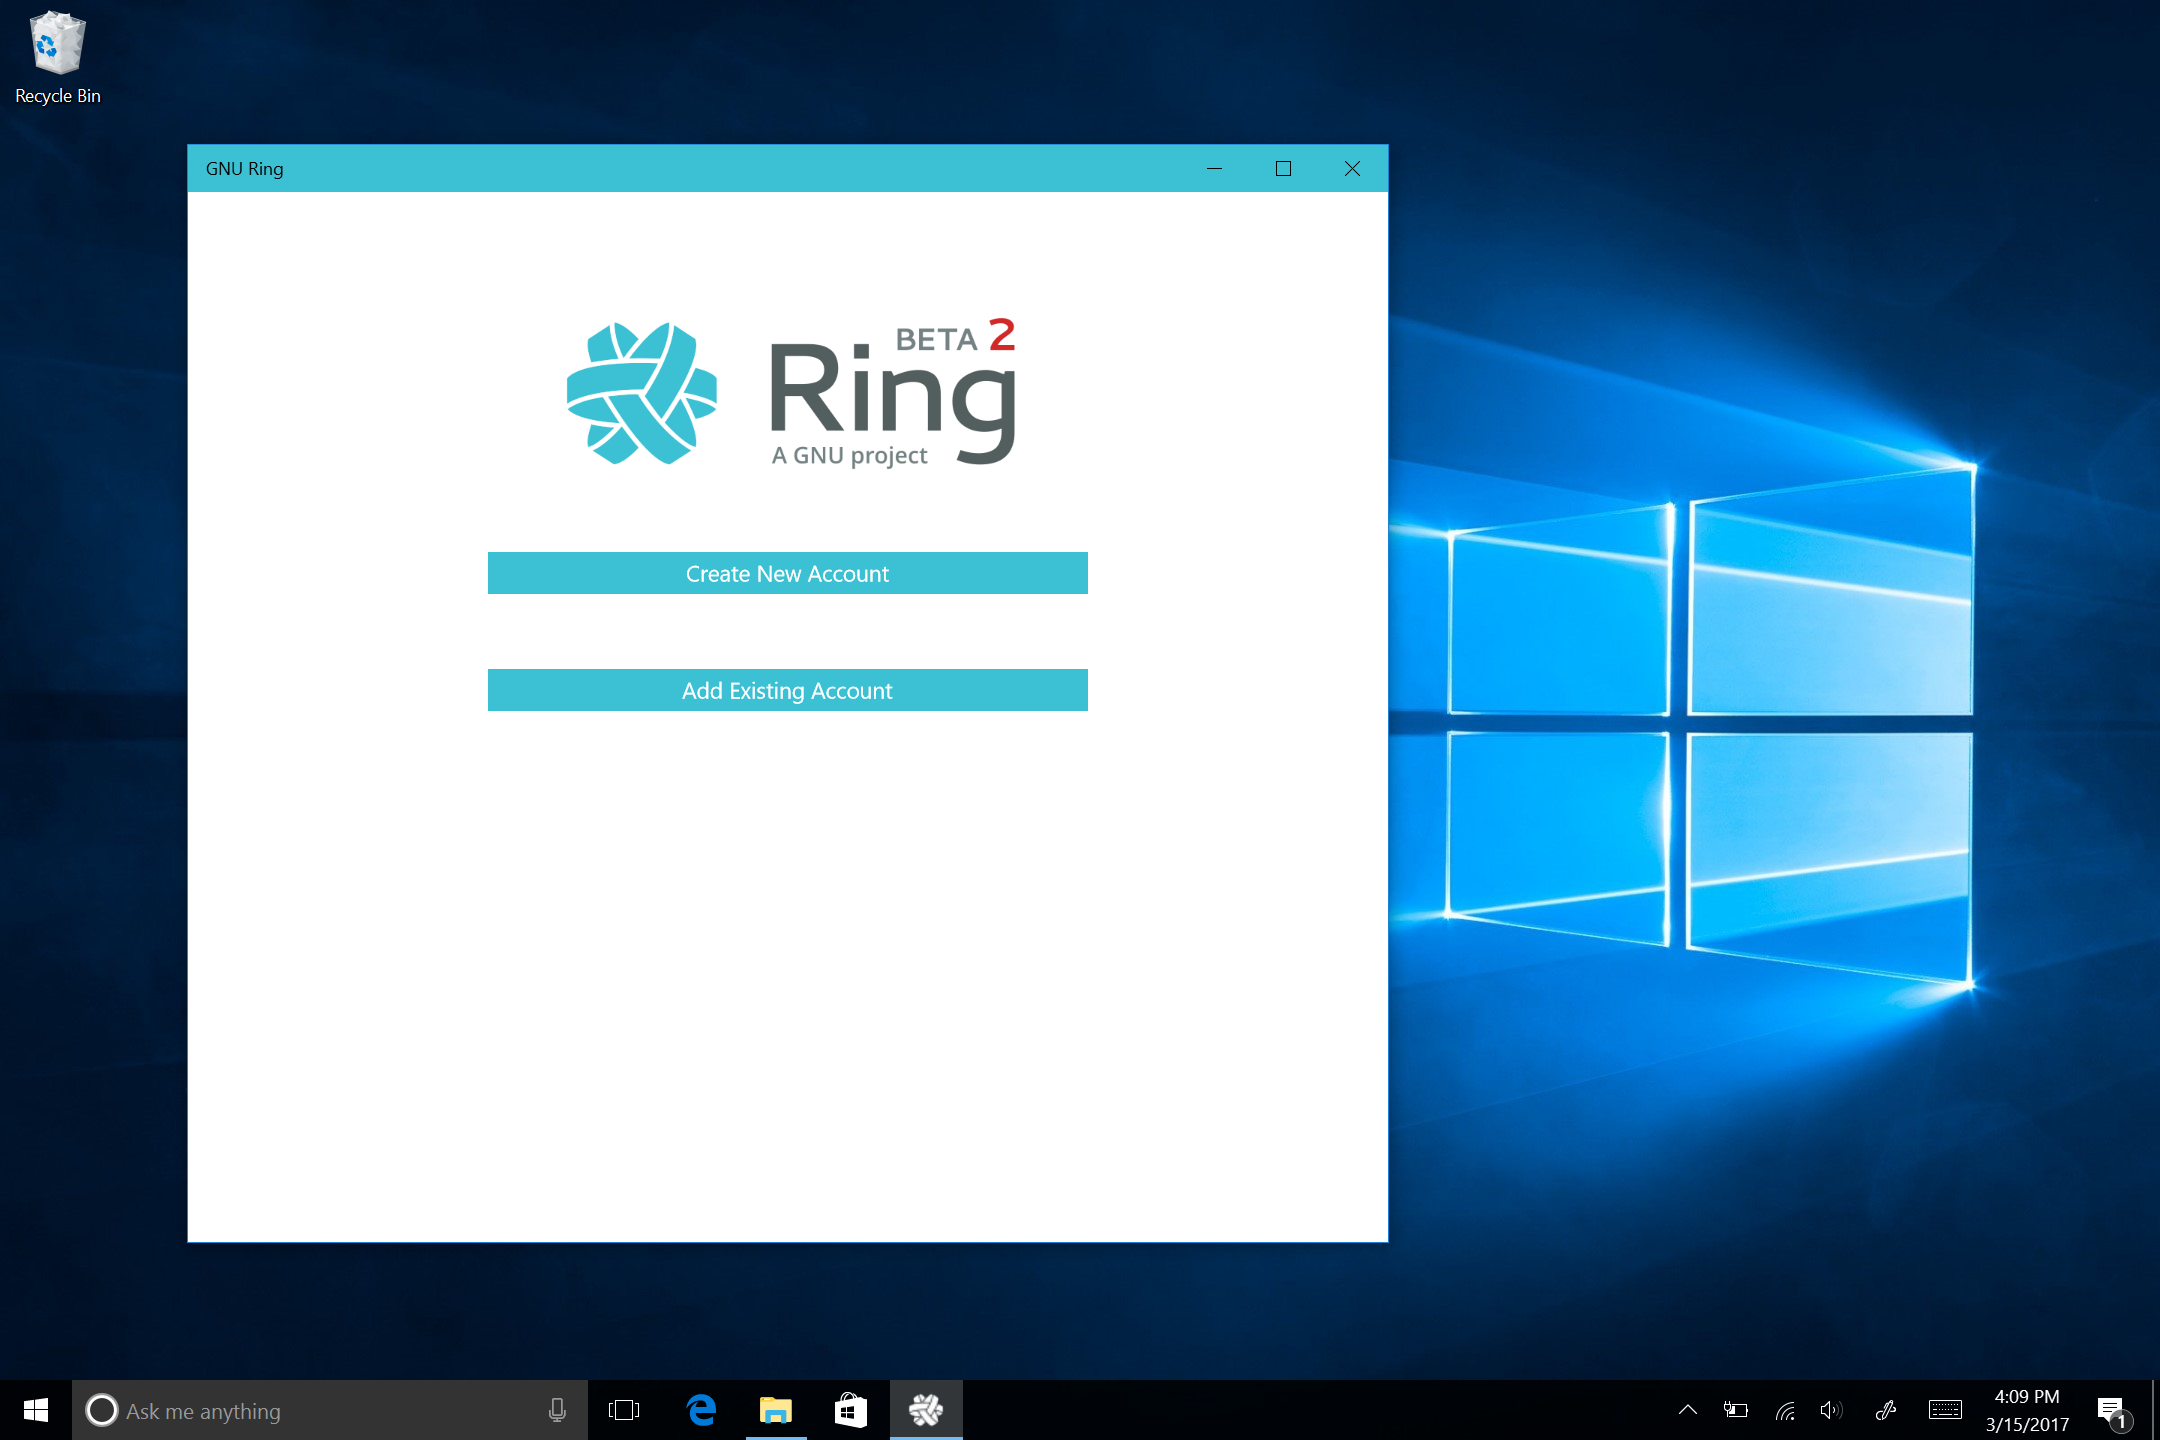 Recycle Bin
GNU Ring
BETA 2
Ring
A GNU project
Create New Account
Add Existing Account
Ask me anything
4:09 PM
3/15/2017
1